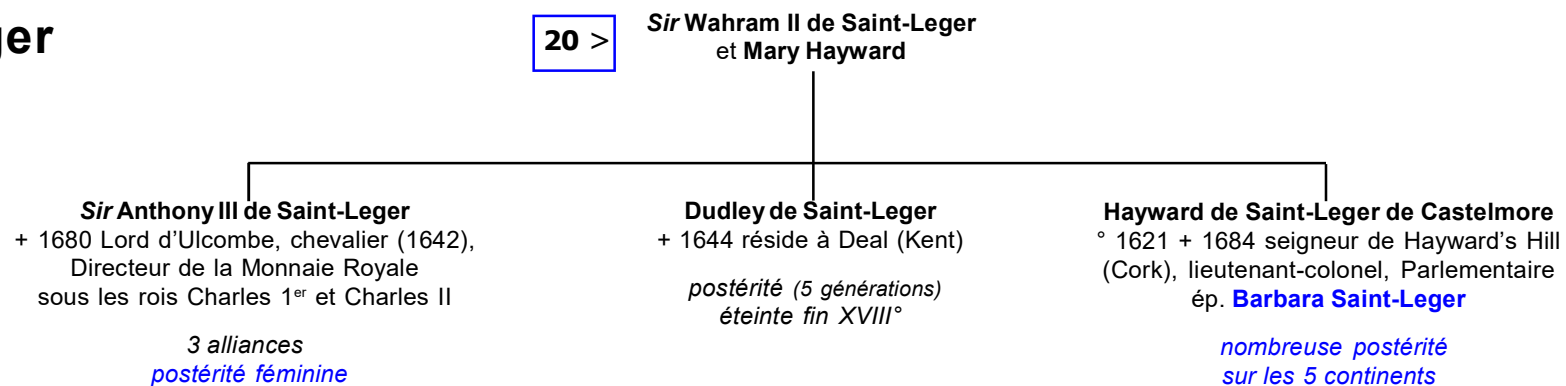 ger
20 >
Sir Wahram II de Saint-Leger
et Mary Hayward
Sir Anthony III de Saint-Leger
+ 1680 Lord d'Ulcombe, chevalier (1642),
Directeur de la Monnaie Royale
sous les rois Charles 1er et Charles II
3 alliances
postérité féminine
Dudley de Saint-Leger
+ 1644 réside à Deal (Kent)
postérité (5 générations)
éteinte fin XVIII°
Hayward de Saint-Leger de Castelmore
° 1621 + 1684 seigneur de Hayward's Hill
(Cork), lieutenant-colonel, Parlementaire
ép. Barbara Saint-Leger
nombreuse postérité
sur les 5 continents